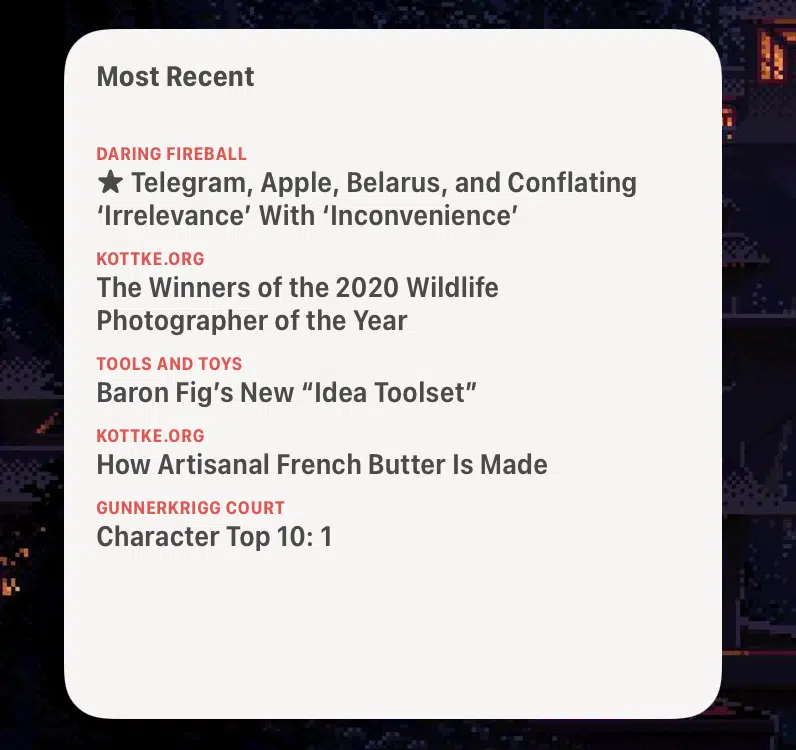 Most Recent
DARING FIREBALL
★ Telegram, Apple, Belarus, and Conflating
‘Irrelevance’ With ‘Inconvenience’
KOTTKE.ORG
The Winners of the 2020 Wildlife
Photographer of the Year
TOOLS AND TOYS
Baron Fig’s New “Idea Toolset”
KOTTKE.ORG
How Artisanal French Butter Is Made
GUNNERKRIGG COURT
Character Top 10: 1